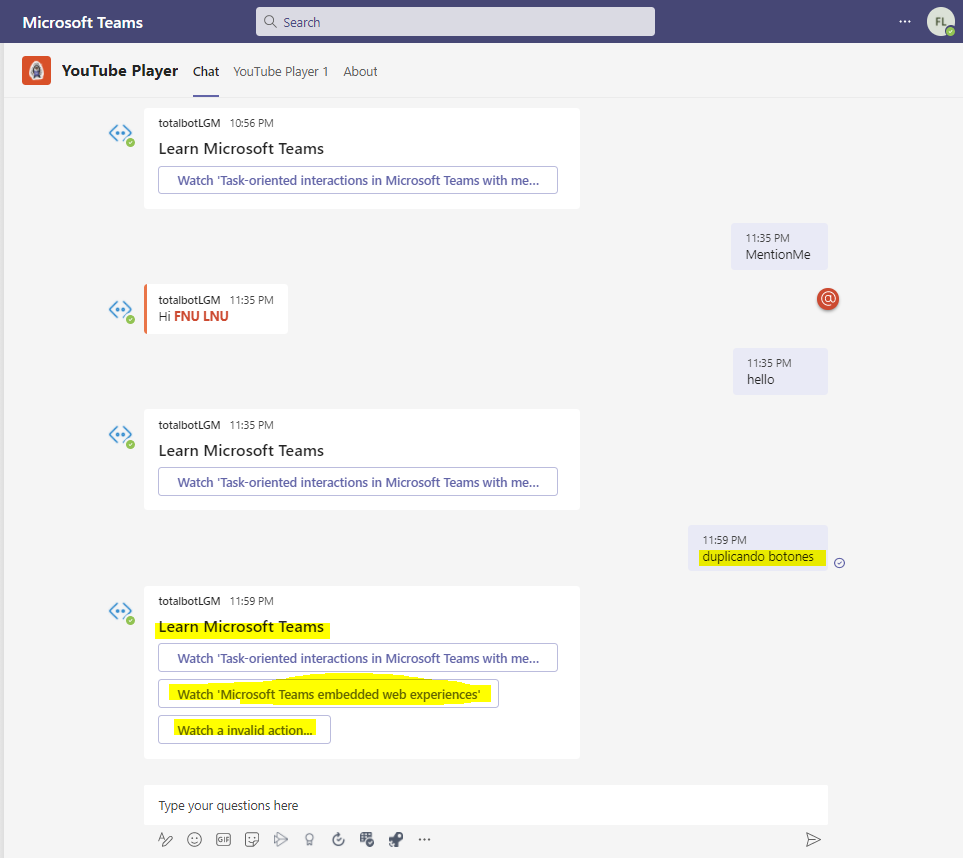 Microsoft Teams
Search
FL
YouTube Player Chat YouTube Player 1 About
totalbotLGM 10:56 PM
Learn Microsoft Teams
Watch 'Task-oriented interactions in Microsoft Teams with me...
11:35 PM
MentionMe
totalbotLGM 11:35 PM
Hi FNU LNU
@
11:35 PM
hello
totalbotLGM 11:35 PM
Learn Microsoft Teams
Watch 'Task-oriented interactions in Microsoft Teams with me...
11:59 PM
duplicando botones
totalbotLGM 11:59 PM
Learn Microsoft Teams
Watch 'Task-oriented interactions in Microsoft Teams with me...
Watch 'Microsoft Teams embedded web experiences'
Watch a invalid action...
Type your questions here
GIF